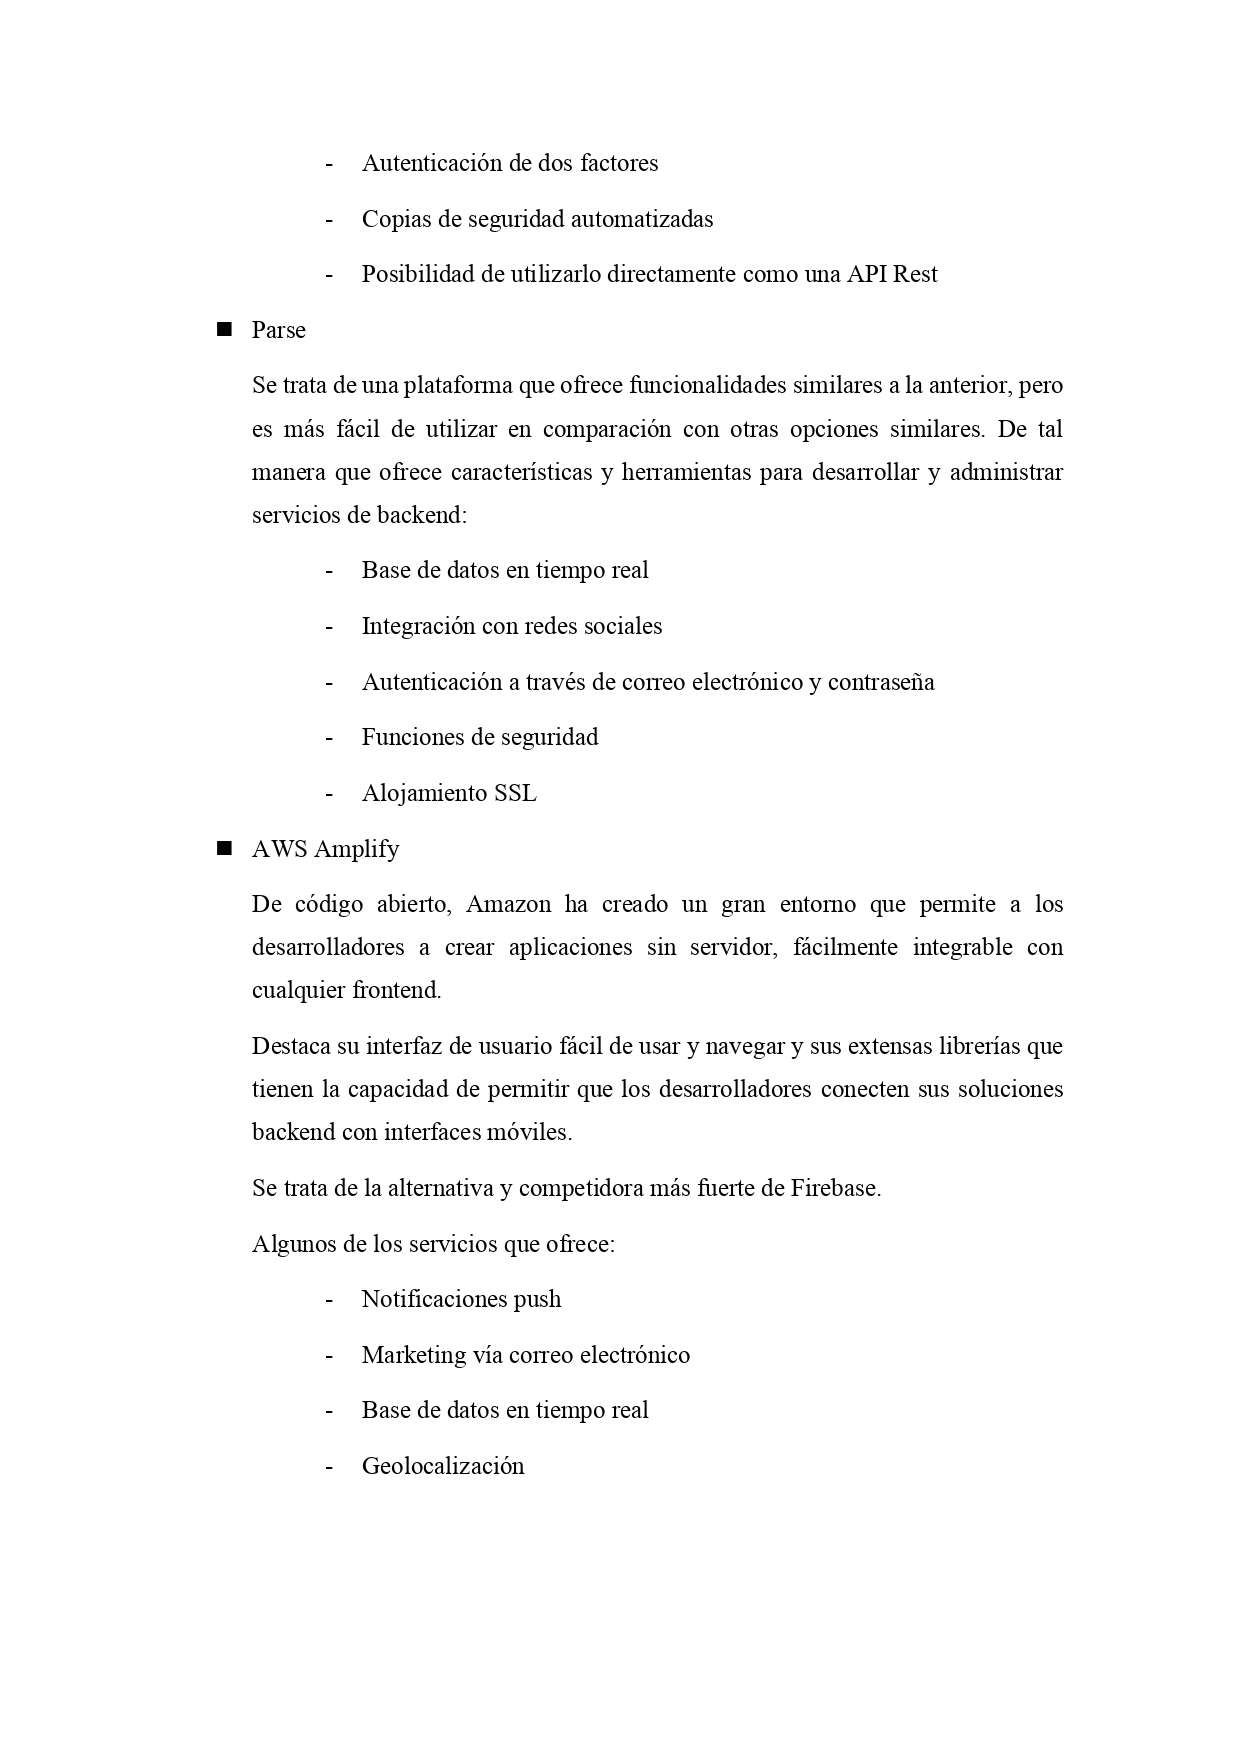 - Autenticación de dos factores
- Copias de seguridad automatizadas
- Posibilidad de utilizarlo directamente como una API Rest
■ Parse
Se trata de una plataforma que ofrece funcionalidades similares a la anterior, pero
es más fácil de utilizar en comparación con otras opciones similares. De tal
manera que ofrece características y herramientas para desarrollar y administrar
servicios de backend:
- Base de datos en tiempo real
- Integración con redes sociales
- Autenticación a través de correo electrónico y contraseña
- Funciones de seguridad
- Alojamiento SSL
■ AWS Amplify
De código abierto, Amazon ha creado un gran entorno que permite a los
desarrolladores a crear aplicaciones sin servidor, fácilmente integrable con
cualquier frontend.
Destaca su interfaz de usuario fácil de usar y navegar y sus extensas librerías que
tienen la capacidad de permitir que los desarrolladores conecten sus soluciones
backend con interfaces móviles.
Se trata de la alternativa y competidora más fuerte de Firebase.
Algunos de los servicios que ofrece:
- Notificaciones push
- Marketing vía correo electrónico
- Base de datos en tiempo real
- Geolocalización